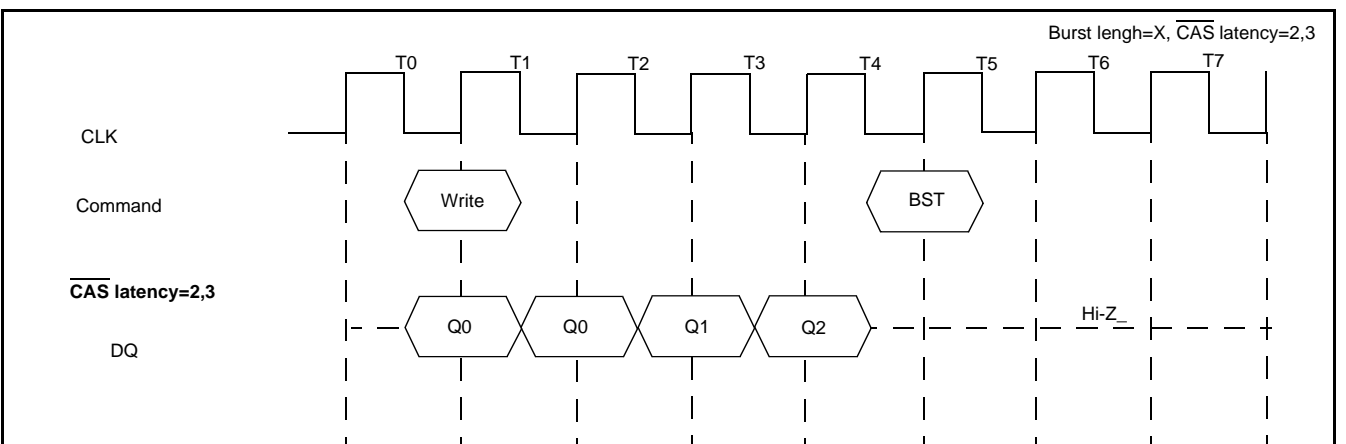 Burst lengh=X, CAS latency=2,3
T0 T1 T2 T3 T4 T5 T6 T7
CLK
Command Write BST
CAS latency=2,3
DQ Q0 Q0 Q1 Q2 Hi-Z_